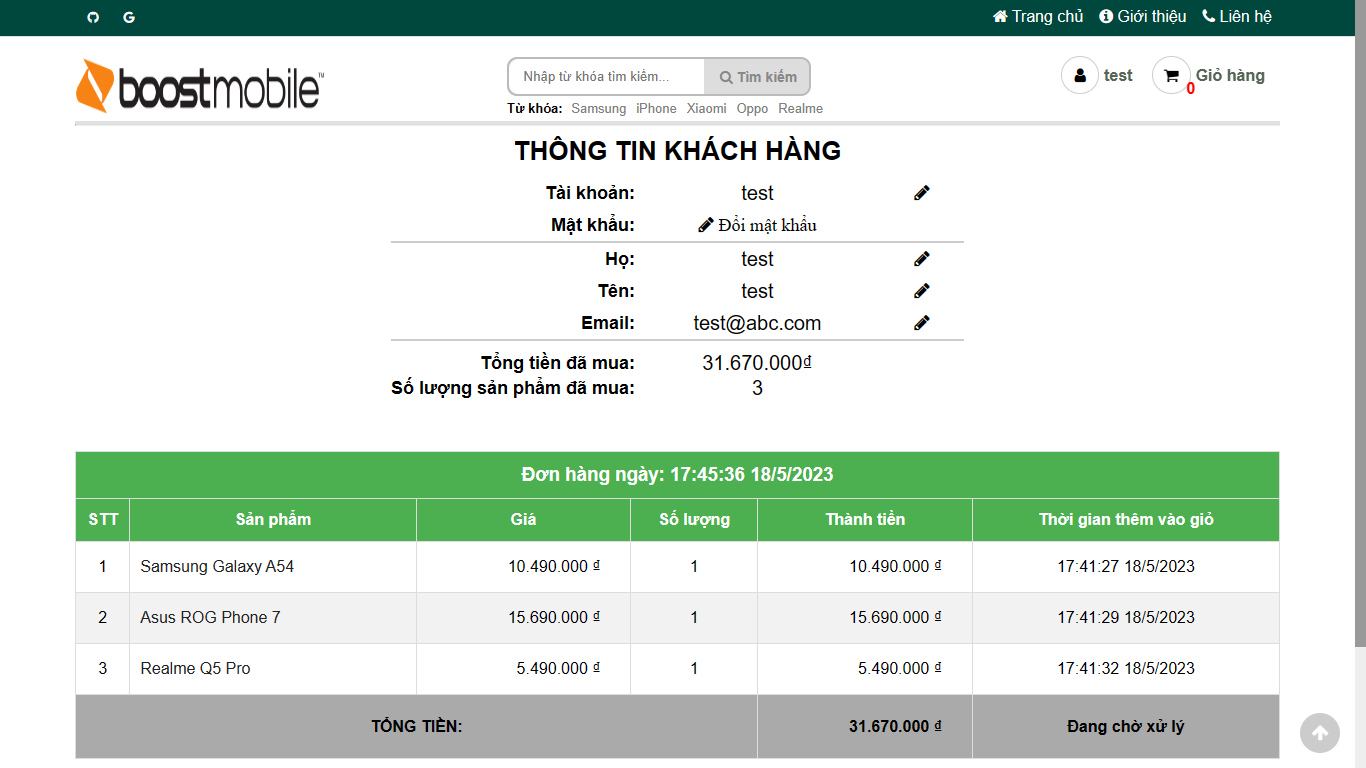 Trang chủ Giới thiệu Liên hệ
boostmobile™
Nhập từ khóa tìm kiếm... Tìm kiếm
test 0 Giỏ hàng
Từ khóa: Samsung iPhone Xiaomi Oppo Realme
THÔNG TIN KHÁCH HÀNG
Tài khoản: test
Mật khẩu: Đổi mật khẩu
Họ: test
Tên: test
Email: test@abc.com
Tổng tiền đã mua: 31.670.000₫
Số lượng sản phẩm đã mua: 3
Đơn hàng ngày: 17:45:36 18/5/2023
STT Sản phẩm Giá Số lượng Thành tiền Thời gian thêm vào giỏ
1 Samsung Galaxy A54 10.490.000 ₫ 1 10.490.000 ₫ 17:41:27 18/5/2023
2 Asus ROG Phone 7 15.690.000 ₫ 1 15.690.000 ₫ 17:41:29 18/5/2023
3 Realme Q5 Pro 5.490.000 ₫ 1 5.490.000 ₫ 17:41:32 18/5/2023
TỔNG TIỀN: 31.670.000 ₫ Đang chờ xử lý